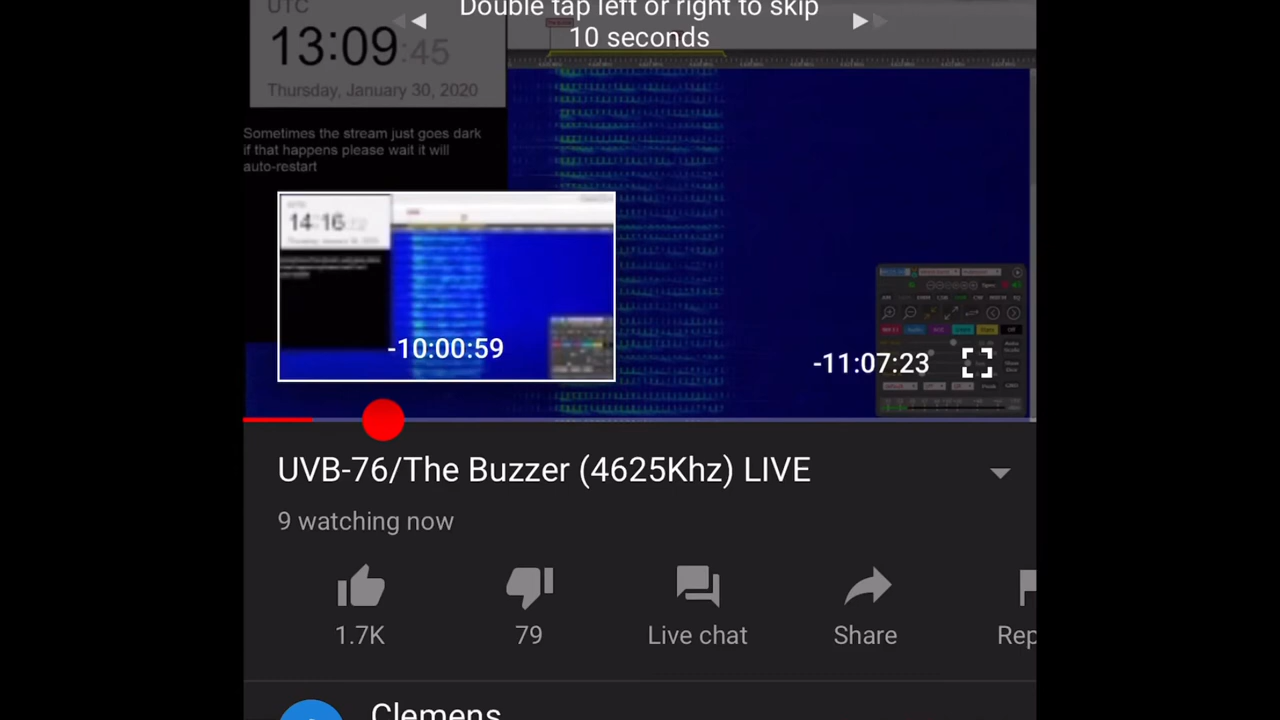 UTC
Double tap left or right to skip
10 seconds
13:09:45
Thursday, January 30, 2020
Sometimes the stream just goes dark
if that happens please wait it will
auto-restart
14:16
-10:00:59
-11:07:23
UVB-76/The Buzzer (4625Khz) LIVE
9 watching now
1.7K
79
Live chat
Share
Rep
Clemens